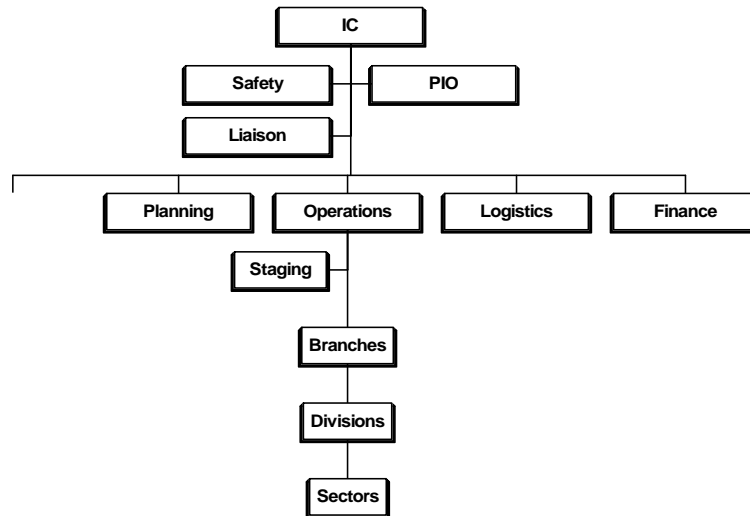 IC
Safety
PIO
Liaison
Planning
Operations
Logistics
Finance
Staging
Branches
Divisions
Sectors